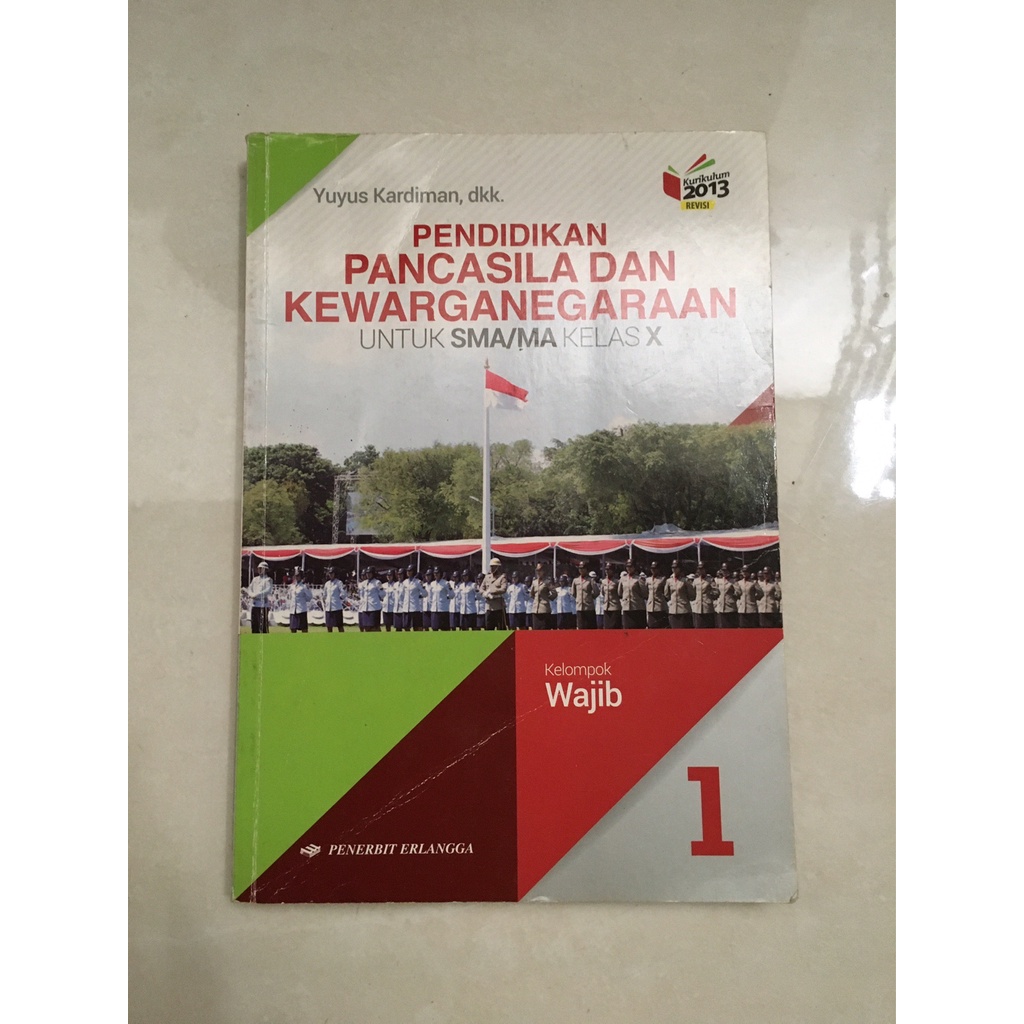 Yuyus Kardiman, dkk.
Kurikulum
2013
REVISI
PENDIDIKAN
PANCASILA DAN
KEWARGANEGARAAN
UNTUK SMA/MA KELAS X
Kelompok
Wajib
1
PENERBIT ERLANGGA